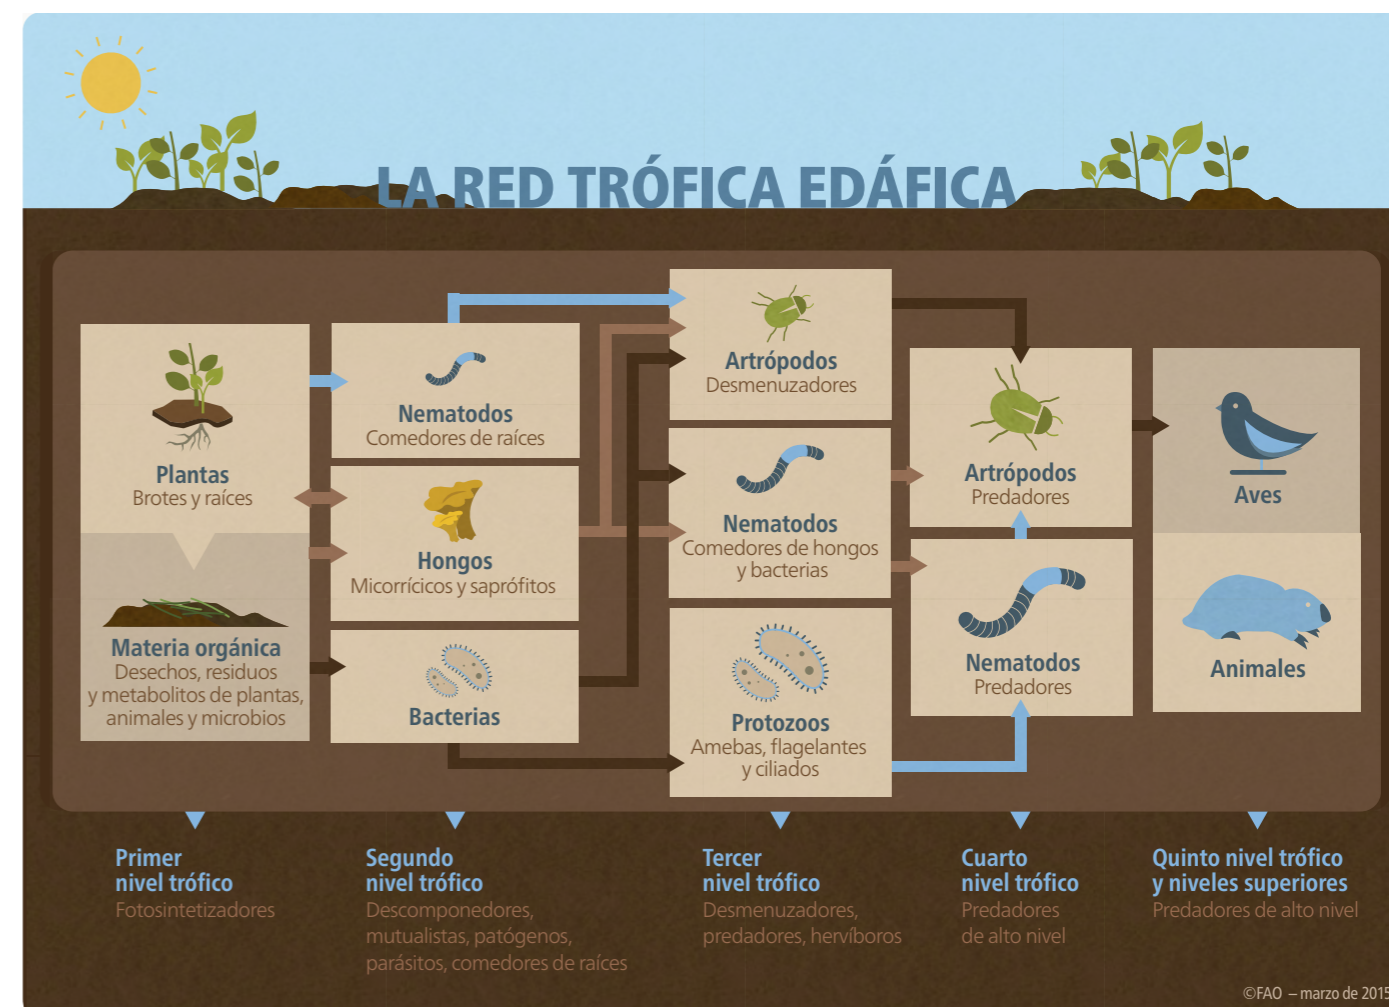 LA RED TRÓFICA EDÁFICA
Plantas
Brotes y raíces
Materia orgánica
Desechos, residuos
y metabolitos de plantas,
animales y microbios
Nematodos
Comedores de raíces
Hongos
Micorrícicos y saprófitos
Bacterias
Artrópodos
Desmenuzadores
Nematodos
Comedores de hongos
y bacterias
Protozoos
Amebas, flagelantes
y ciliados
Artrópodos
Predadores
Nematodos
Predadores
Aves
Animales
Primer
nivel trófico
Fotosintetizadores
Segundo
nivel trófico
Descomponedores,
mutualistas, patógenos,
parásitos, comedores de raíces
Tercer
nivel trófico
Desmenuzadores,
predadores, hervíboros
Cuarto
nivel trófico
Predadores
de alto nivel
Quinto nivel trófico
y niveles superiores
Predadores de alto nivel
©FAO – marzo de 2015